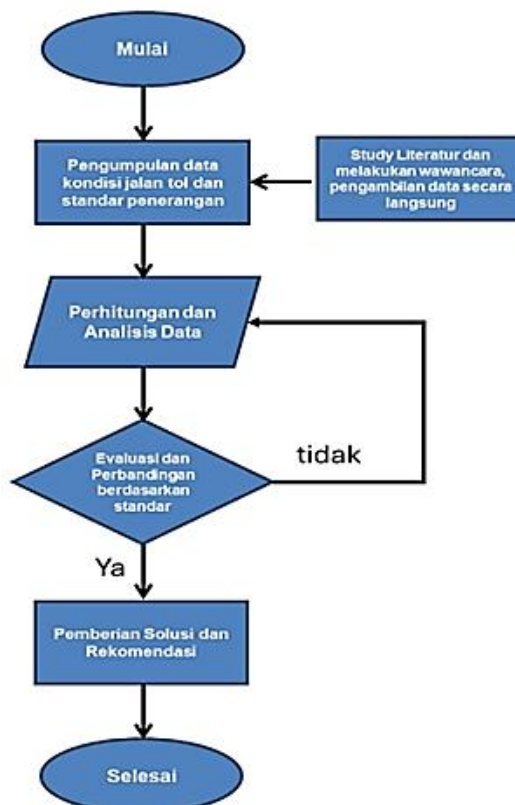 Mulai
Pengumpulan data
kondisi jalan tol dan
standar penerangan
Study Literatur dan
melakukan wawancara,
pengambilan data secara
langsung
Perhitungan dan
Analisis Data
Evaluasi dan
Perbandingan
berdasarkan
standar
tidak
Ya
Pemberian Solusi dan
Rekomendasi
Selesai